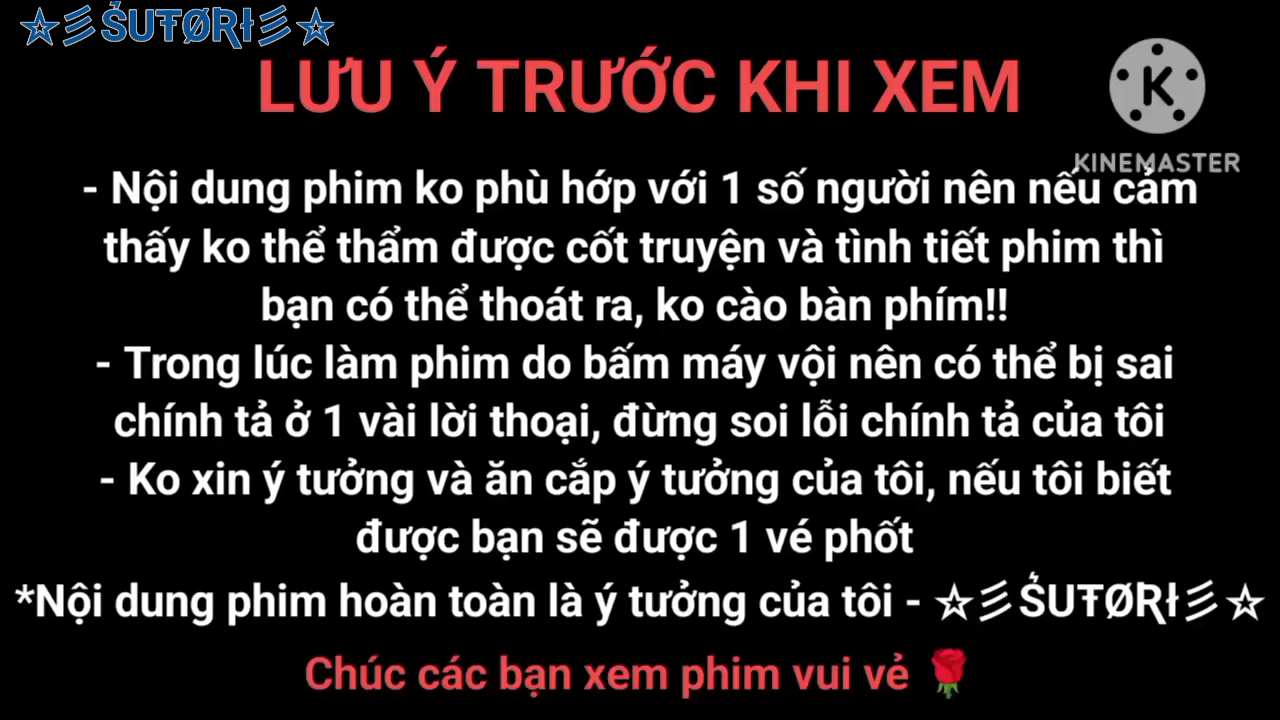 ☆彡ŚUŦØƦƗ彡☆
LƯU Ý TRƯỚC KHI XEM
K
KINEMASTER
- Nội dung phim ko phù hớp với 1 số người nên nếu cảm
thấy ko thể thẩm được cốt truyện và tình tiết phim thì
bạn có thể thoát ra, ko cào bàn phím!!
- Trong lúc làm phim do bấm máy vội nên có thể bị sai
chính tả ở 1 vài lời thoại, đừng soi lỗi chính tả của tôi
- Ko xin ý tưởng và ăn cắp ý tưởng của tôi, nếu tôi biết
được bạn sẽ được 1 vé phốt
*Nội dung phim hoàn toàn là ý tưởng của tôi - ☆彡ŚUŦØƦƗ彡☆
Chúc các bạn xem phim vui vẻ 🌹